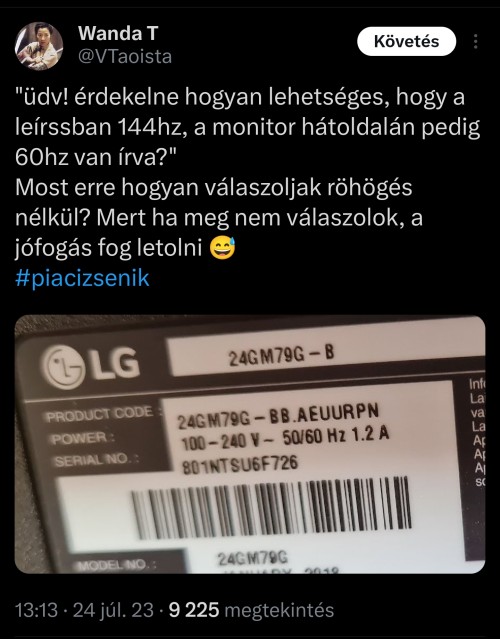 Wanda T
@VTaoista
Követés
"üdv! érdekelne hogyan lehetséges, hogy a
leírssban 144hz, a monitor hátoldalán pedig
60hz van írva?"
Most erre hogyan válaszoljak röhögés
nélkül? Mert ha meg nem válaszolok, a
jófogás fog letolni 😅
#piacizsenik
LG
24GM79G-B
PRODUCT CODE :
24GM79G-BB.AEUURPN
POWER :
100-240 V~ 50/60 Hz 1.2 A
SERIAL NO. :
801NTSU6F726
MODEL NO. :
24GM79G
13:13 · 24 júl. 23 · 9 225 megtekintés